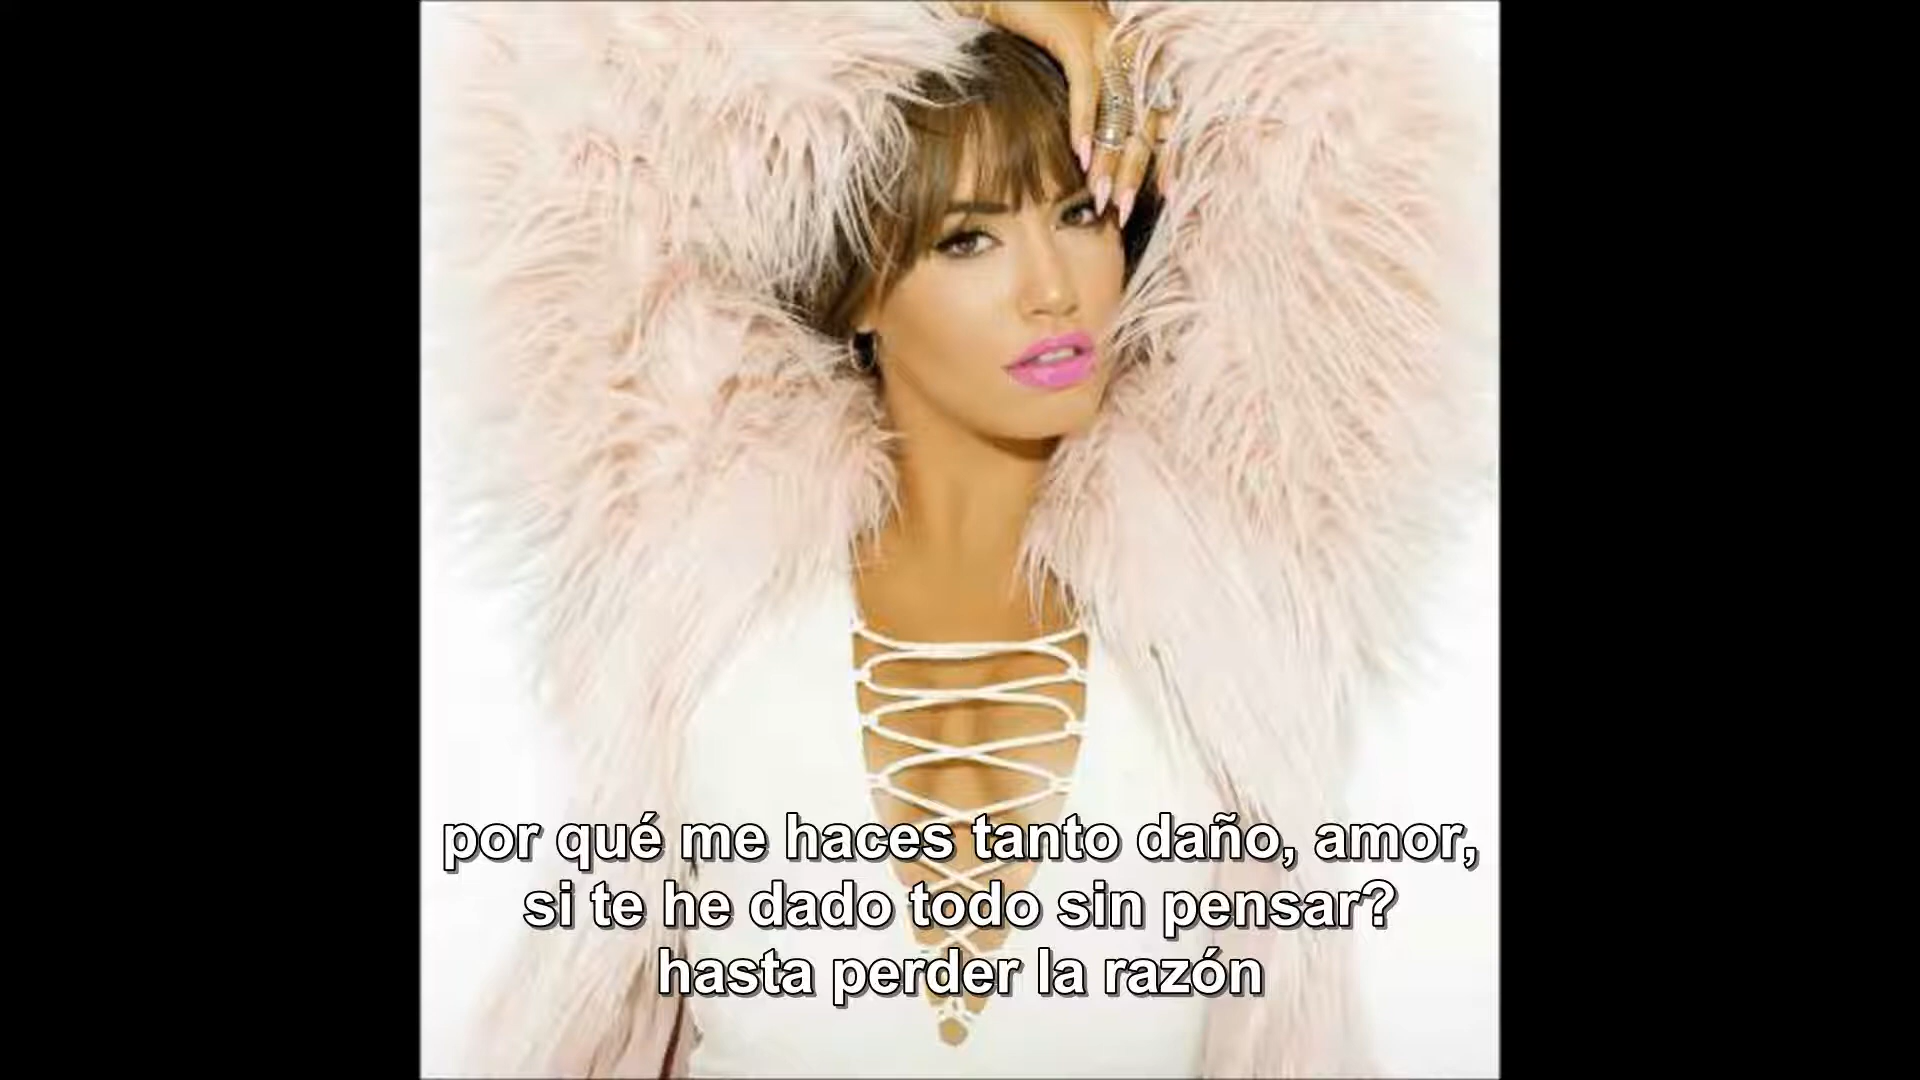 por qué me haces tanto daño, amor,
si te he dado todo sin pensar?
hasta perder la razón